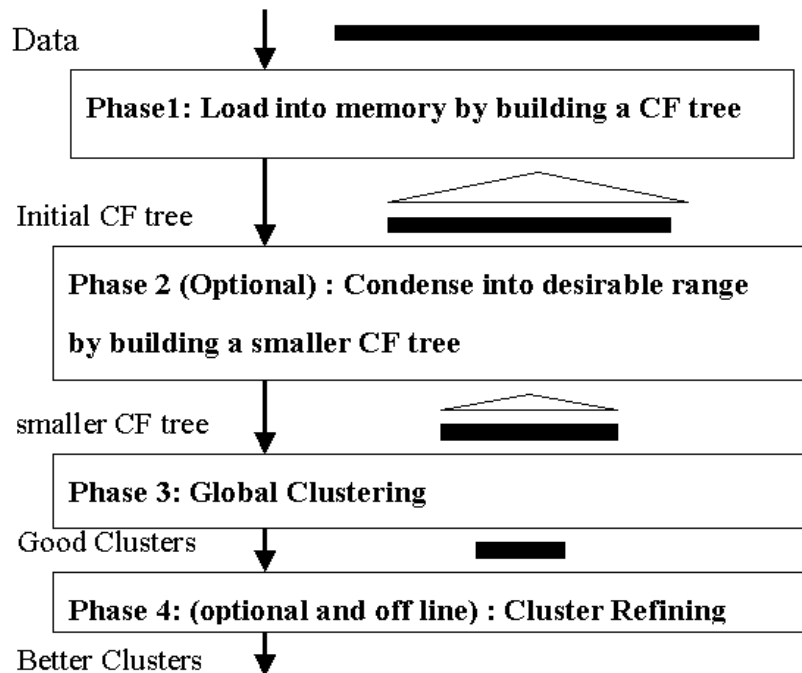 Data
Phase1: Load into memory by building a CF tree
Initial CF tree
Phase 2 (Optional) : Condense into desirable range
by building a smaller CF tree
smaller CF tree
Phase 3: Global Clustering
Good Clusters
Phase 4: (optional and off line) : Cluster Refining
Better Clusters